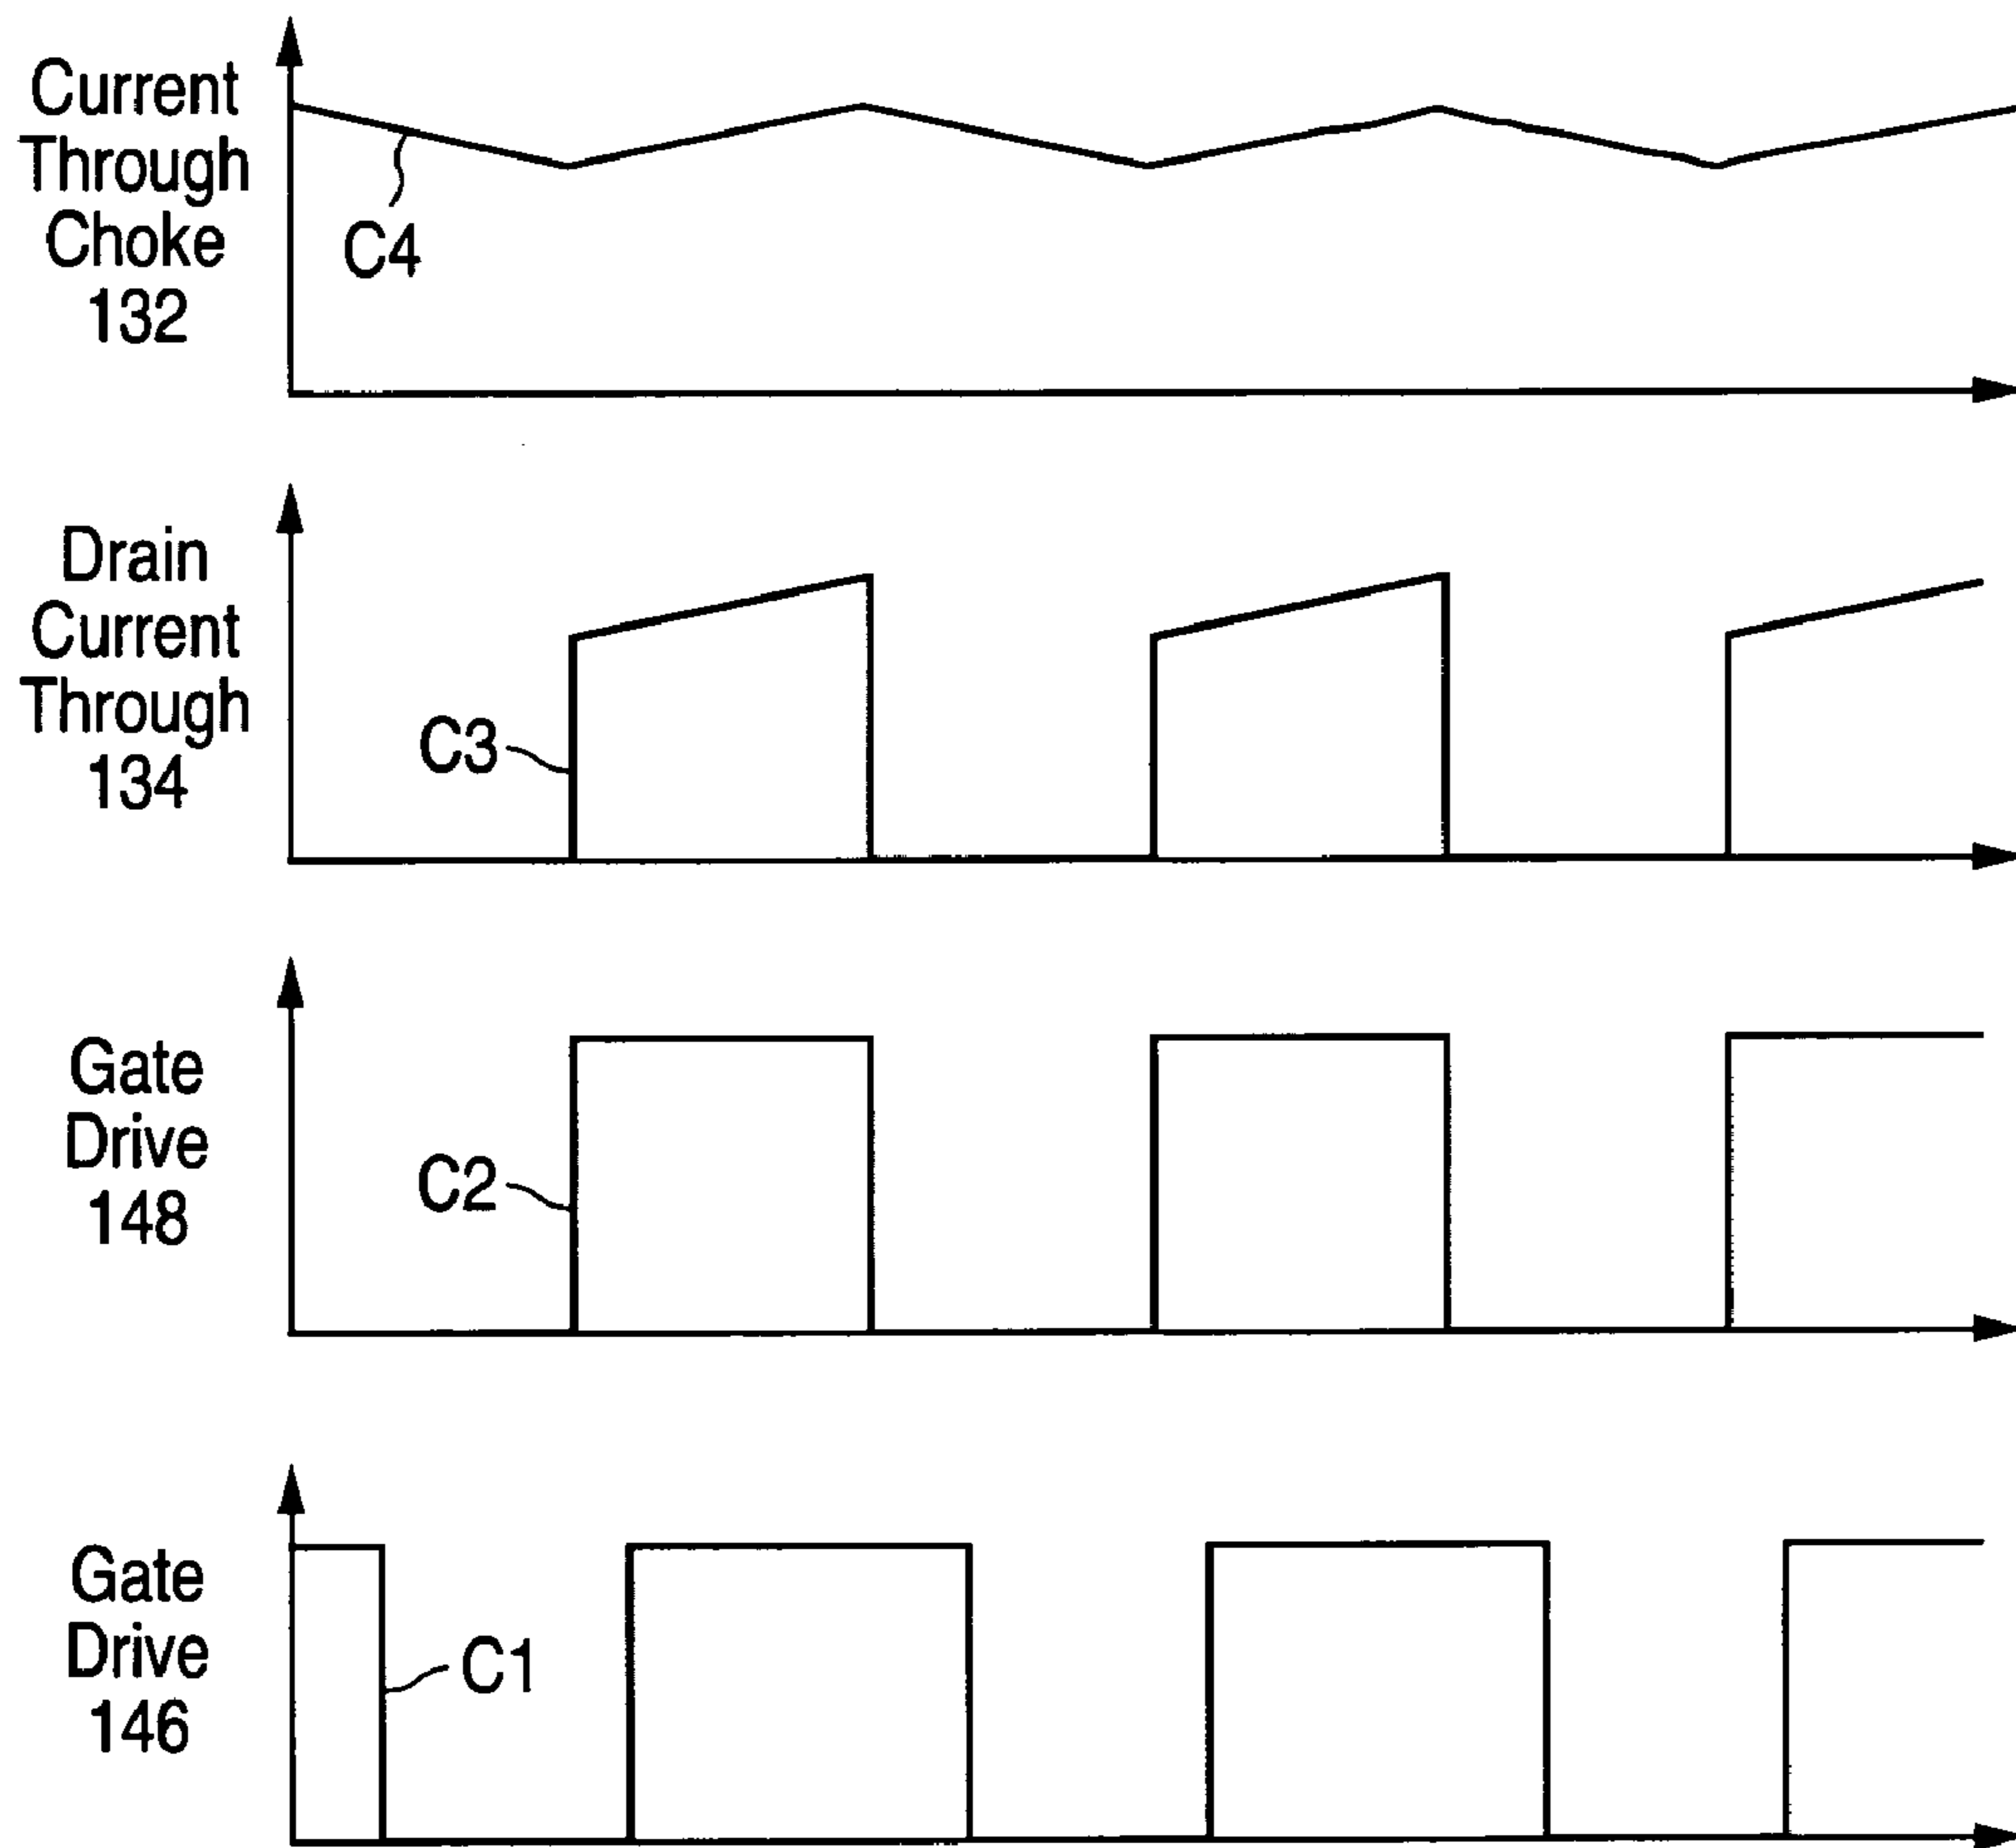 Current
Through
Choke
132
C4
Drain
Current
Through
134
C3
Gate
Drive
148
C2
Gate
Drive
146
C1